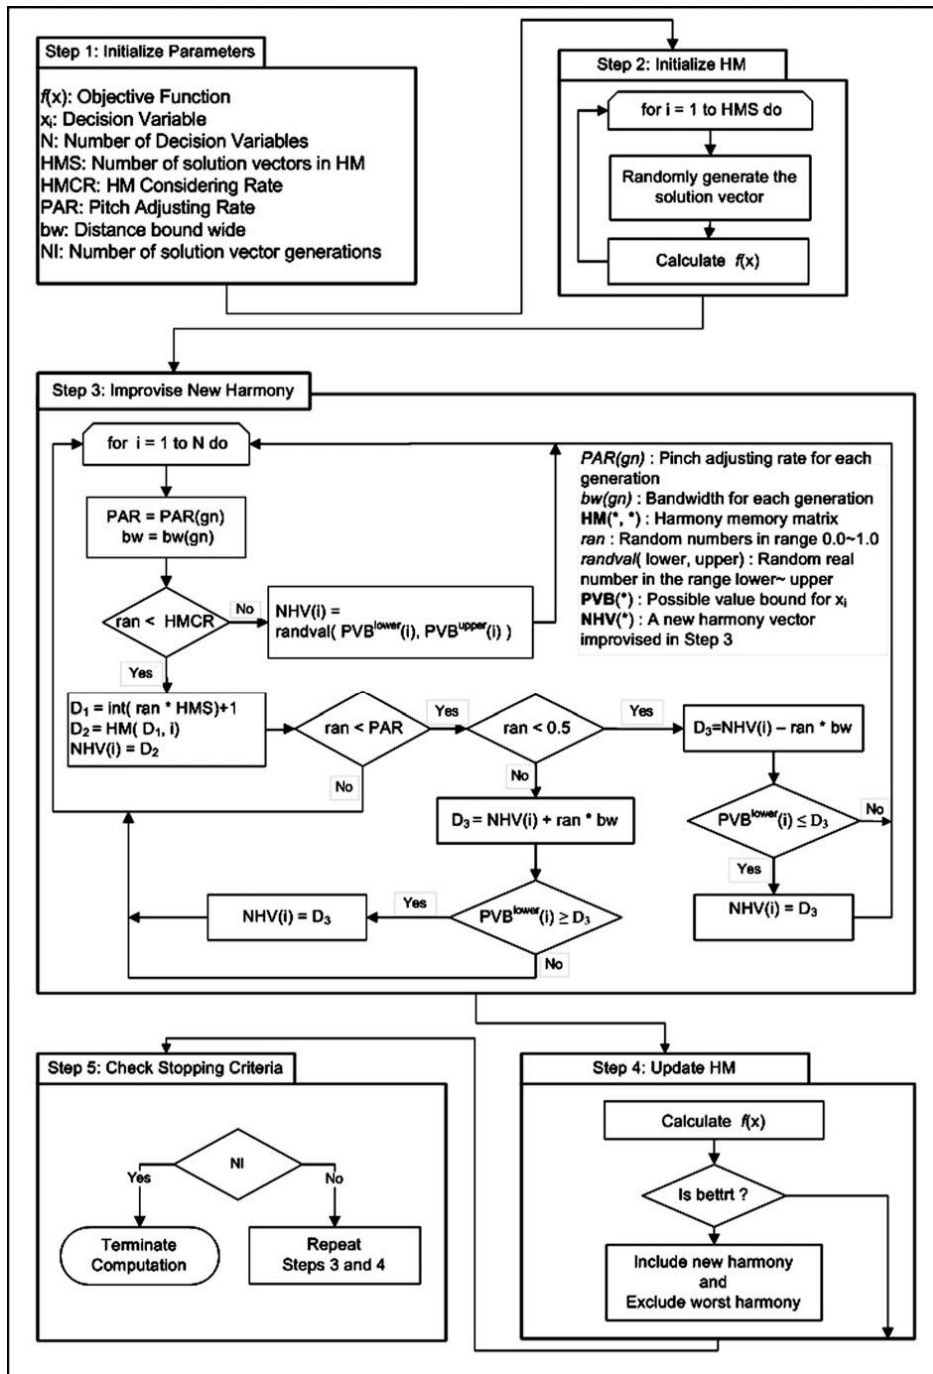 Step 1: Initialize Parameters
f(x): Objective Function
xi: Decision Variable
N: Number of Decision Variables
HMS: Number of solution vectors in HM
HMCR: HM Considering Rate
PAR: Pitch Adjusting Rate
bw: Distance bound wide
NI: Number of solution vector generations
Step 2: Initialize HM
for i = 1 to HMS do
Randomly generate the
solution vector
Calculate f(x)
Step 3: Improvise New Harmony
for i = 1 to N do
PAR = PAR(gn)
bw = bw(gn)
ran < HMCR
No
NHV(i) =
randval( PVB^lower(i), PVB^upper(i) )
PAR(gn) : Pinch adjusting rate for each
generation
bw(gn) : Bandwidth for each generation
HM(*, *) : Harmony memory matrix
ran : Random numbers in range 0.0~1.0
randval( lower, upper) : Random real
number in the range lower~ upper
PVB(*) : Possible value bound for xi
NHV(*) : A new harmony vector
improvised in Step 3
Yes
D1 = int( ran * HMS)+1
D2 = HM( D1, i)
NHV(i) = D2
ran < PAR
Yes
ran < 0.5
Yes
D3=NHV(i) – ran * bw
No
No
D3 = NHV(i) + ran * bw
PVB^lower(i) ≤ D3
No
Yes
NHV(i) = D3
PVB^lower(i) ≥ D3
Yes
NHV(i) = D3
No
Step 4: Update HM
Calculate f(x)
Is bettrt ?
Include new harmony
and
Exclude worst harmony
Step 5: Check Stopping Criteria
NI
Yes
No
Terminate
Computation
Repeat
Steps 3 and 4